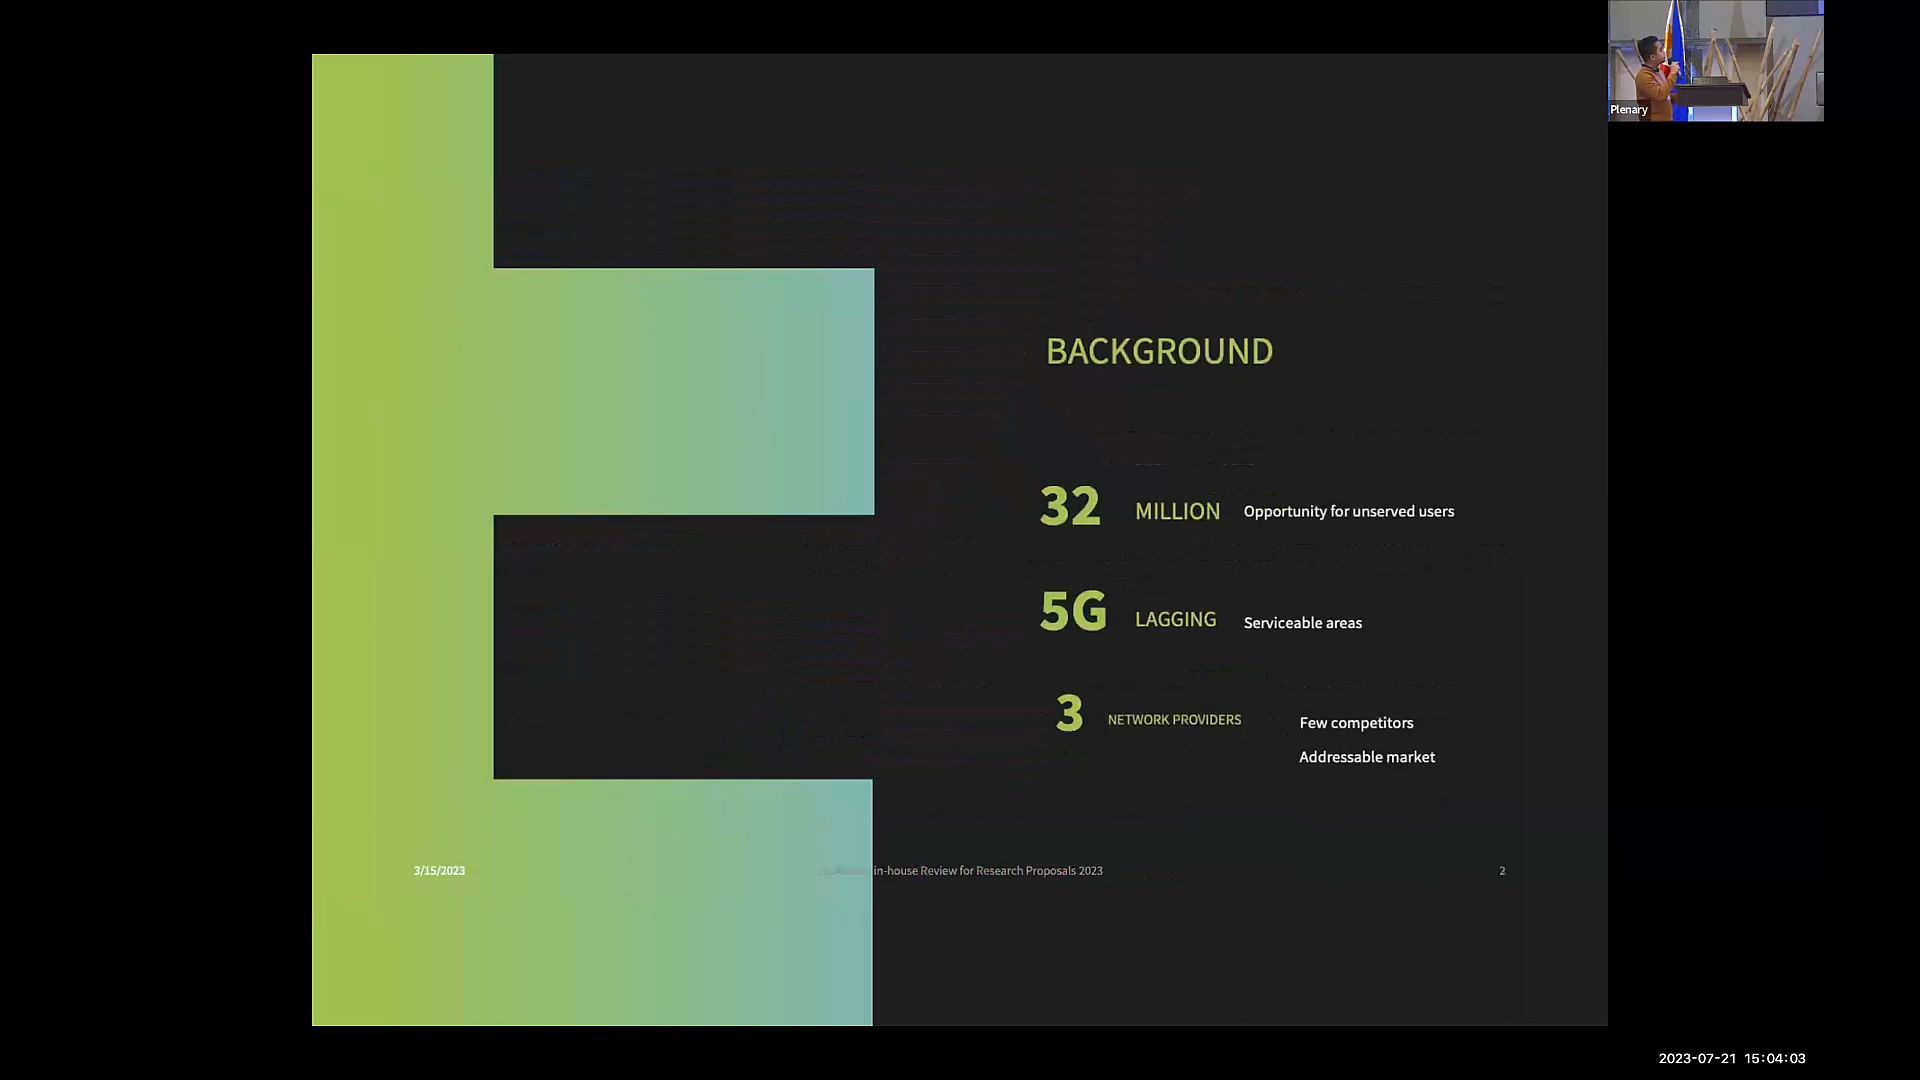 Plenary
BACKGROUND
32 MILLION Opportunity for unserved users
5G LAGGING Serviceable areas
3 NETWORK PROVIDERS Few competitors
Addressable market
3/15/2023 in-house Review for Research Proposals 2023 2
2023-07-21 15:04:03